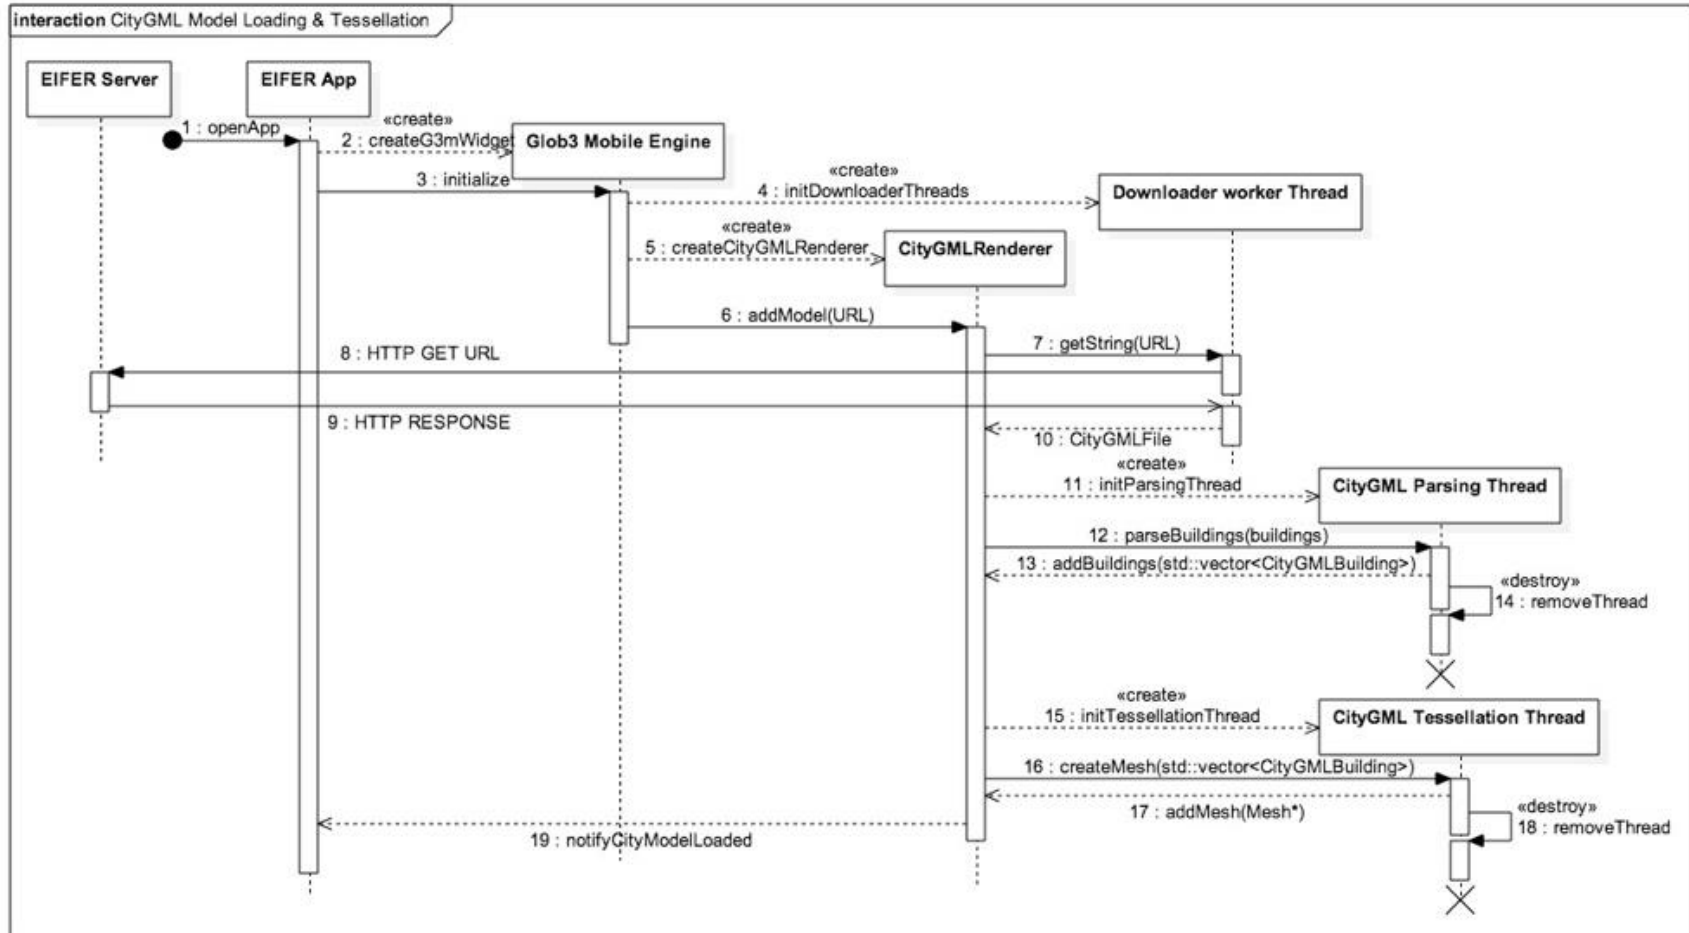 interaction CityGML Model Loading & Tessellation
EIFER Server
EIFER App
1 : openApp
«create»
2 : createG3mWidget
Glob3 Mobile Engine
3 : initialize
«create»
4 : initDownloaderThreads
Downloader worker Thread
«create»
5 : createCityGMLRenderer
CityGMLRenderer
6 : addModel(URL)
7 : getString(URL)
8 : HTTP GET URL
9 : HTTP RESPONSE
10 : CityGMLFile
«create»
11 : initParsingThread
CityGML Parsing Thread
12 : parseBuildings(buildings)
13 : addBuildings(std::vector<CityGMLBuilding>)
«destroy»
14 : removeThread
«create»
15 : initTessellationThread
CityGML Tessellation Thread
16 : createMesh(std::vector<CityGMLBuilding>)
17 : addMesh(Mesh*)
«destroy»
18 : removeThread
19 : notifyCityModelLoaded